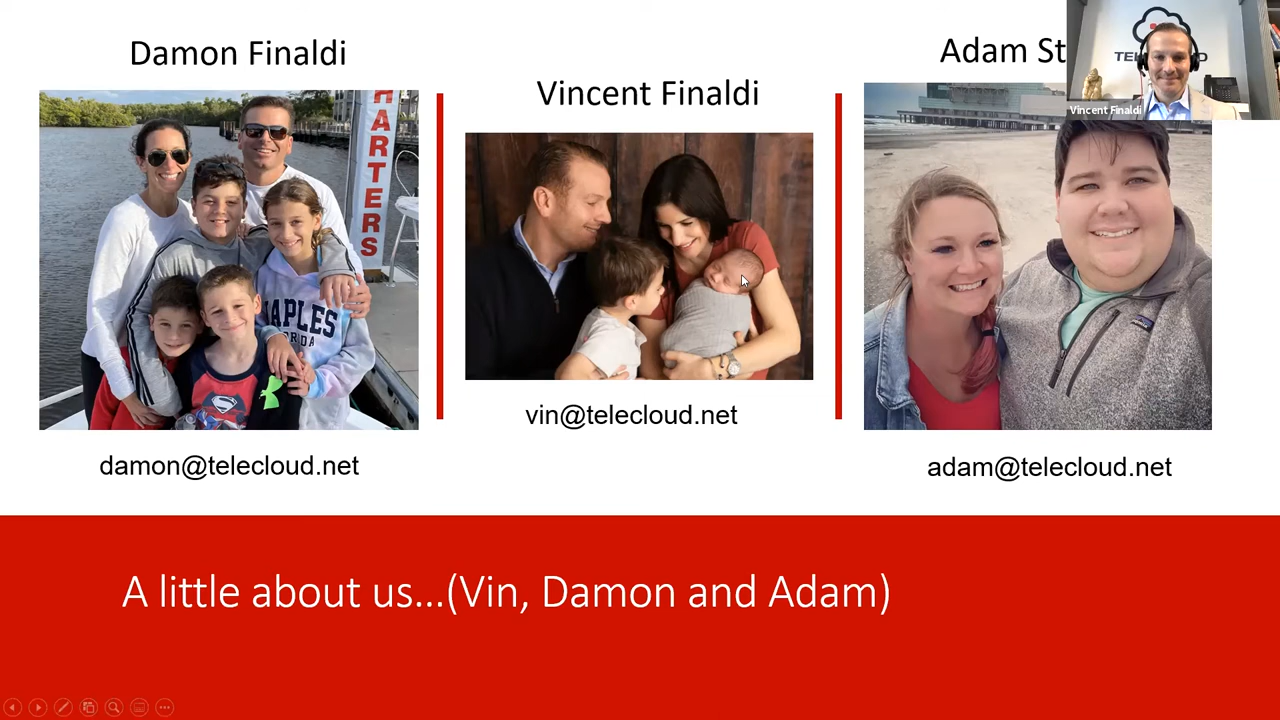 Damon Finaldi
Vincent Finaldi
Adam St
Vincent Finaldi
HARTERS
APLES
vin@telecloud.net
damon@telecloud.net
adam@telecloud.net
A little about us...(Vin, Damon and Adam)